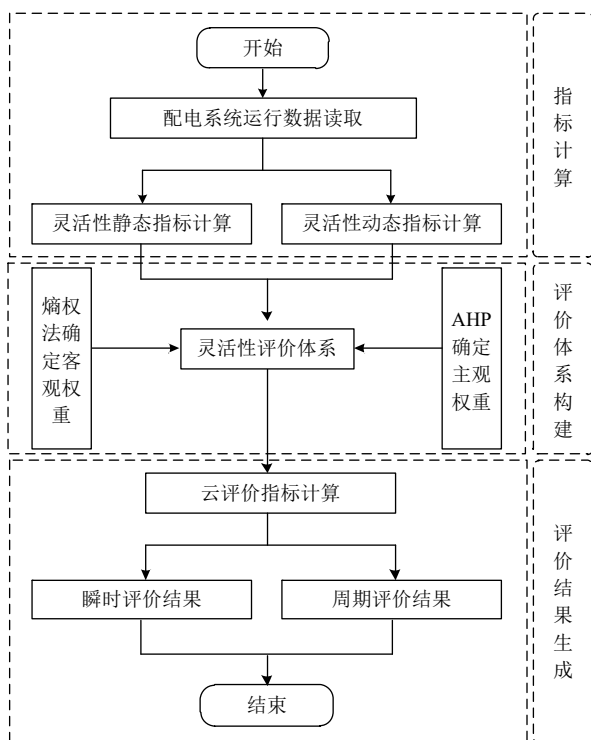 开始
配电系统运行数据读取
灵活性静态指标计算
灵活性动态指标计算
指
标
计
算
熵权
法确
定客
观权
重
灵活性评价体系
AHP
确定
主观
权重
评
价
体
系
构
建
云评价指标计算
瞬时评价结果
周期评价结果
结束
评
价
结
果
生
成